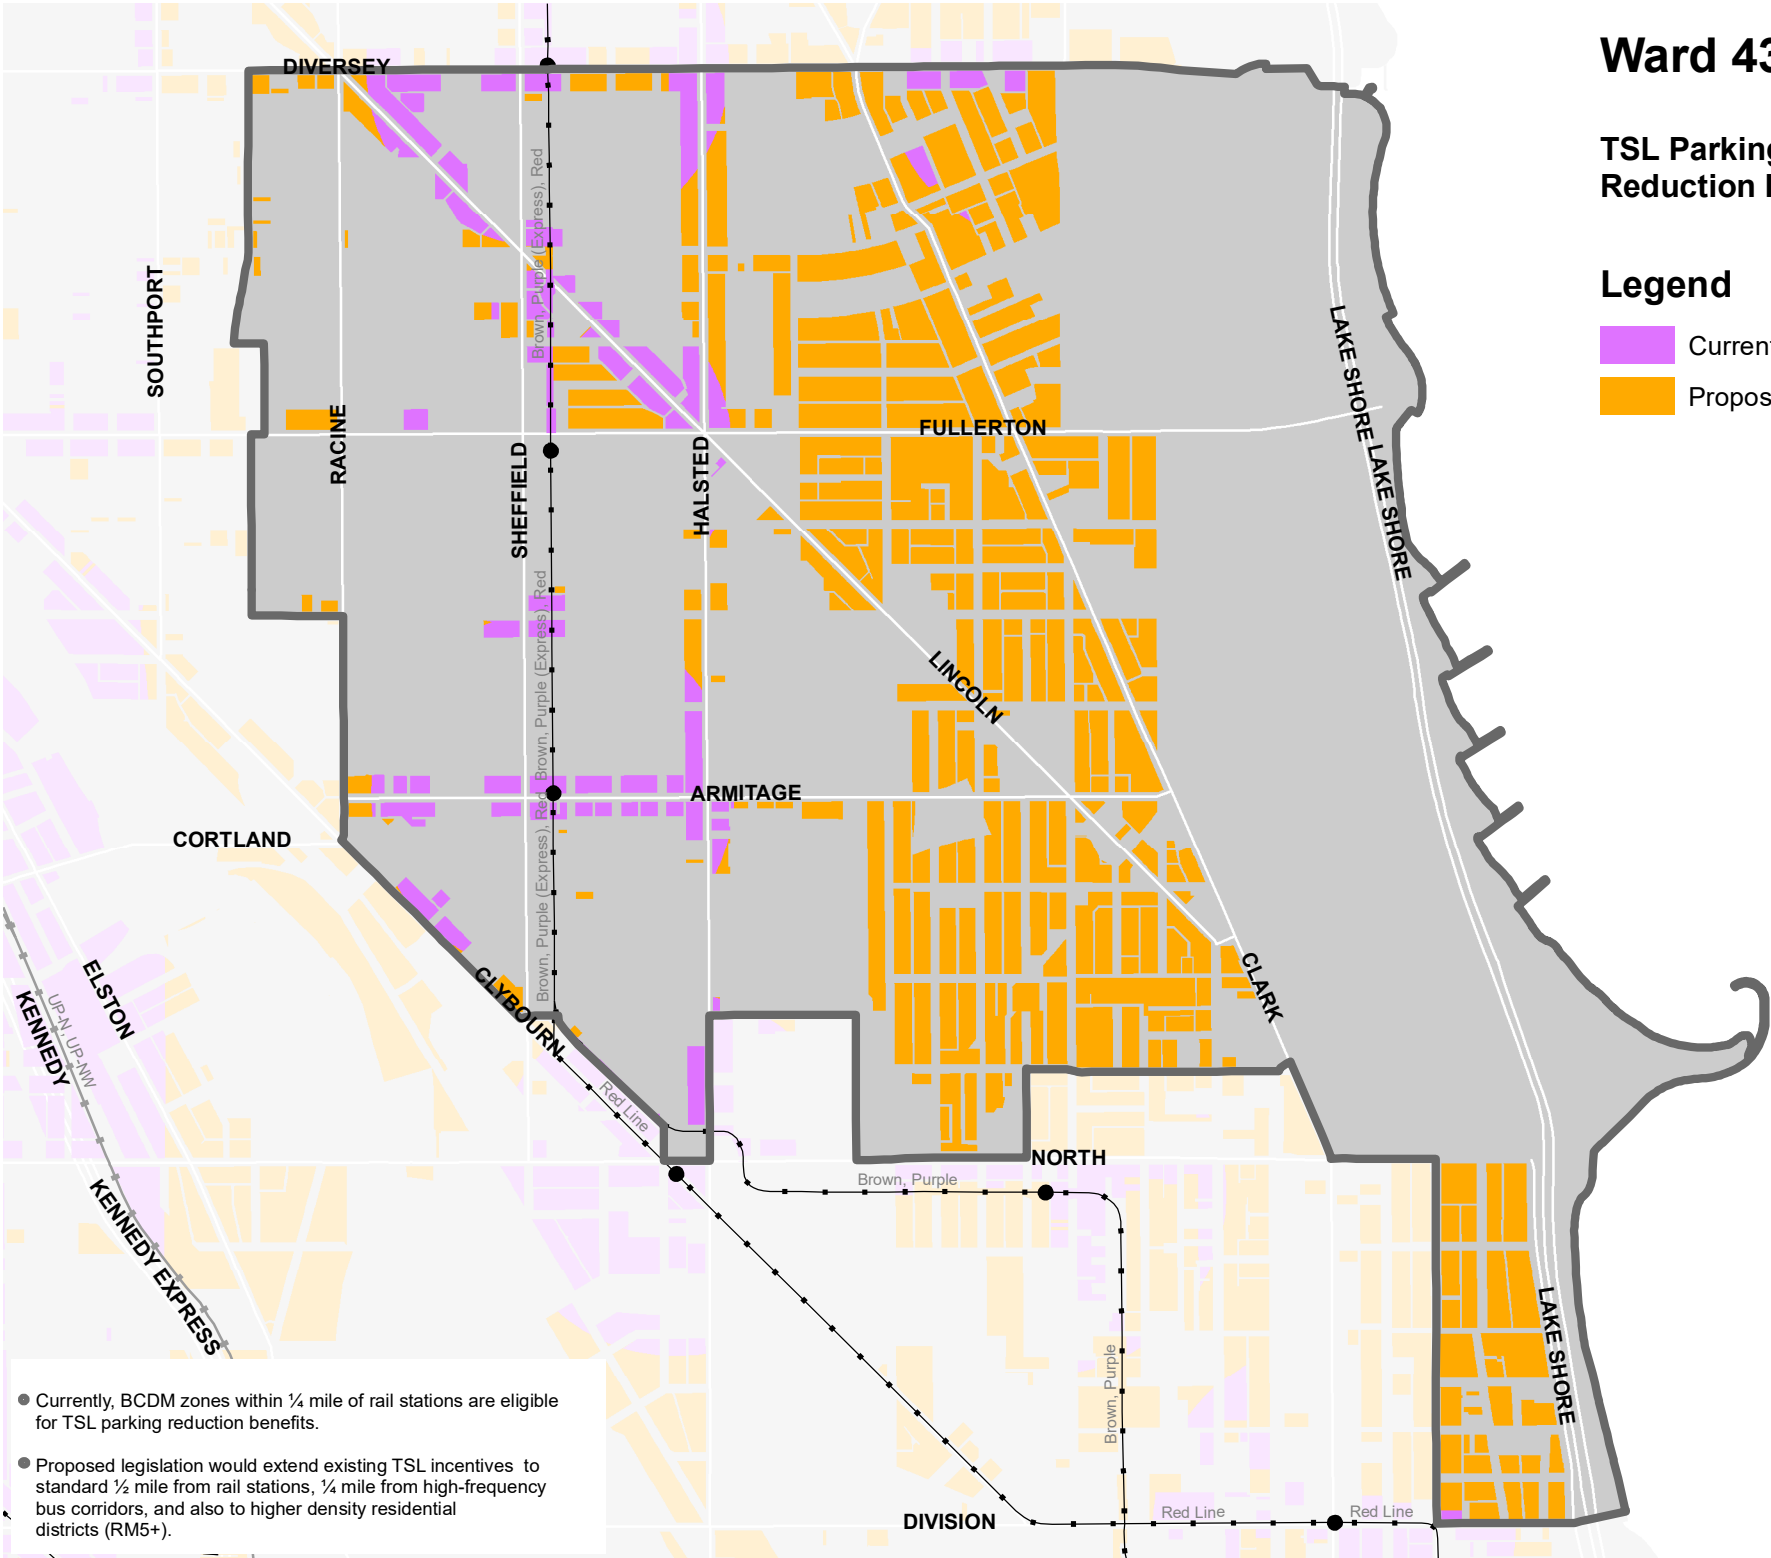 Ward 43
TSL Parking
Reduction
Legend
Current
Propos
DIVERSEY
SOUTHPORT
RACINE
SHEFFIELD
HALSTED
FULLERTON
LAKE SHORE
LAKE SHORE
Brown, Purple (Express), Red
Brown, Purple (Express), Red
Brown, Purple (Express), Red
LINCOLN
ARMITAGE
CORTLAND
CLYBOURN
CLARK
ELSTON
KENNEDY
UP-N, UP-NW
KENNEDY EXPRESS
Red Line
NORTH
Brown, Purple
Brown, Purple
LAKE SHORE
DIVISION
Red Line
Red Line
Currently, BCDM zones within ¼ mile of rail stations are eligible
for TSL parking reduction benefits.
Proposed legislation would extend existing TSL incentives to
standard ½ mile from rail stations, ¼ mile from high-frequency
bus corridors, and also to higher density residential
districts (RM5+).